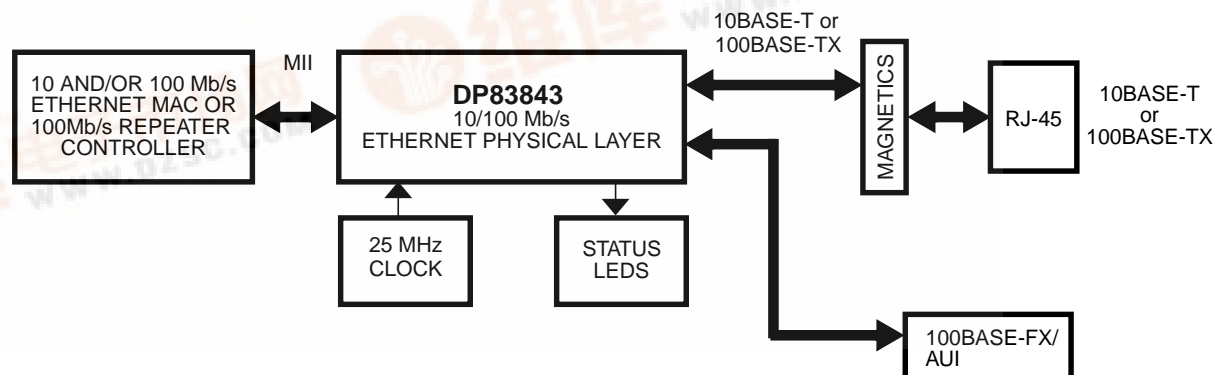 10BASE-T or
100BASE-TX
MII
10 AND/OR 100 Mb/s
ETHERNET MAC OR
100Mb/s REPEATER
CONTROLLER
DP83843
10/100 Mb/s
ETHERNET PHYSICAL LAYER
MAGNETICS
RJ-45
10BASE-T
or
100BASE-TX
25 MHz
CLOCK
STATUS
LEDS
100BASE-FX/
AUI